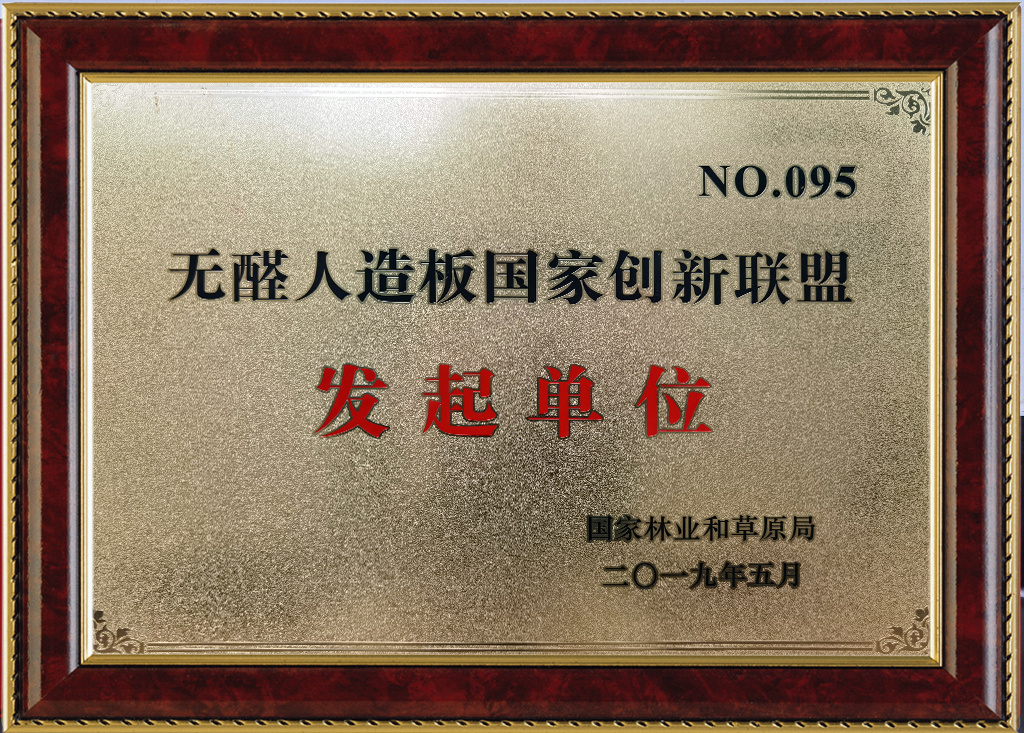 NO.095
无醛人造板国家创新联盟
发起单位
国家林业和草原局
二〇一九年五月